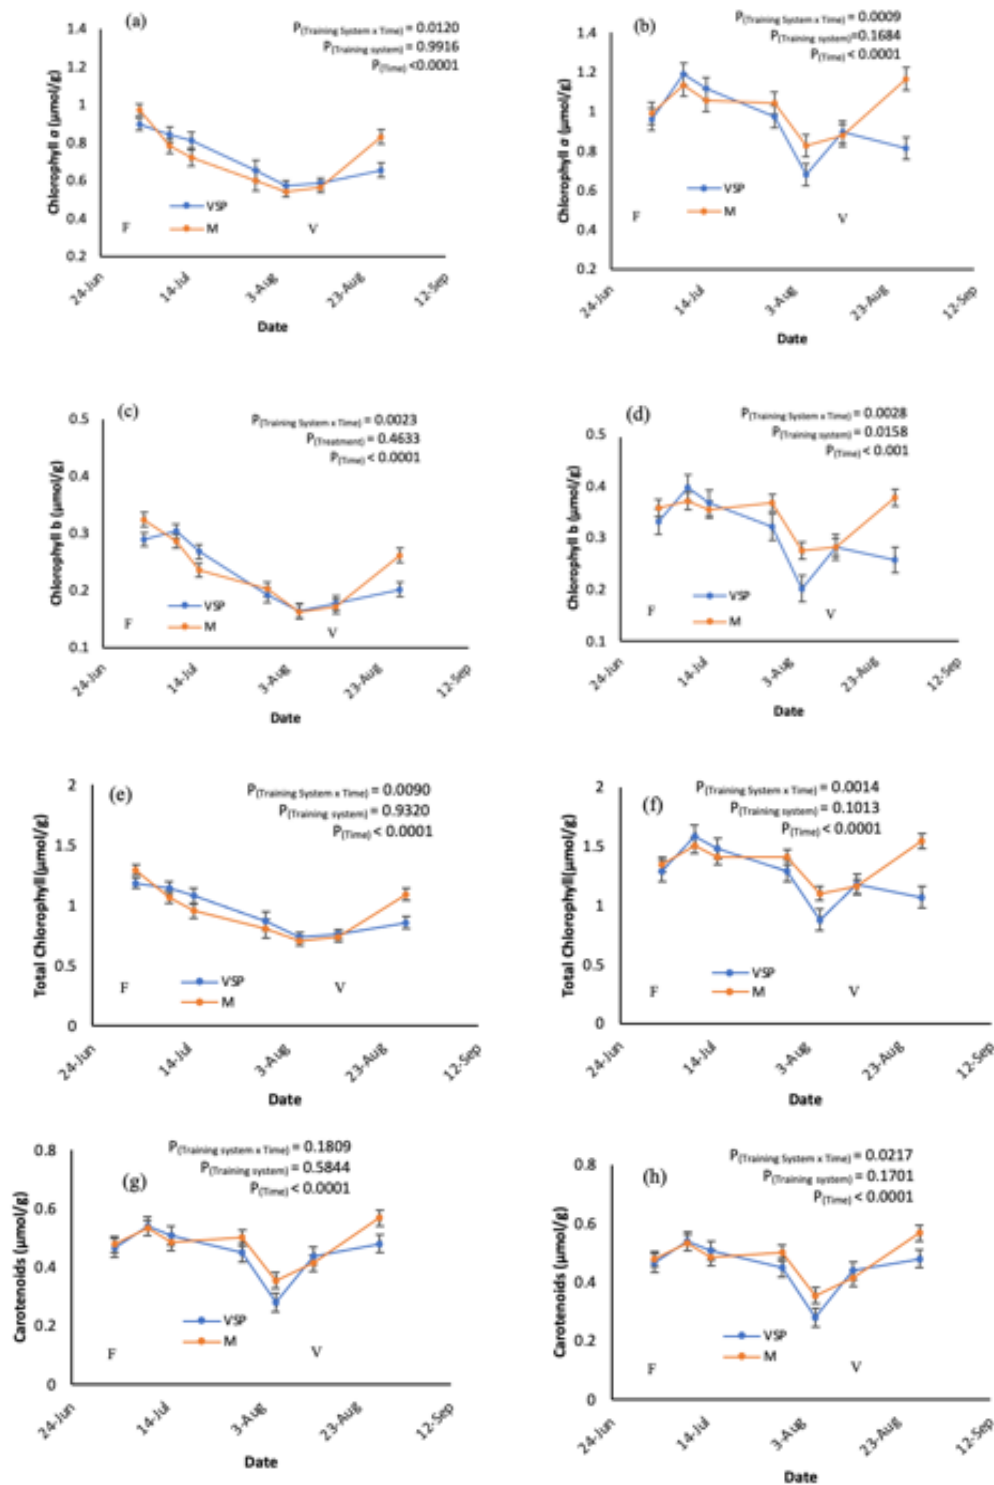 (a)
P(Training System x Time) = 0.0120
P(Training system) = 0.9916
P(Time) <0.0001
Chlorophyll a (µmol/g)
1.4
1.2
1
0.8
0.6
0.4
0.2
VSP
M
F
V
24-Jun
14-Jul
3-Aug
23-Aug
12-Sep
Date
(b)
P(Training System x Time) = 0.0009
P(Training system)=0.1684
P(Time) < 0.0001
Chlorophyll a (µmol/g)
1.4
1.2
1
0.8
0.6
0.4
0.2
VSP
M
F
V
24-Jun
14-Jul
3-Aug
23-Aug
12-Sep
Date
(c)
P(Training System x Time) = 0.0023
P(Treatment) = 0.4633
P(Time) < 0.0001
Chlorophyll b (µmol/g)
0.5
0.4
0.3
0.2
0.1
VSP
M
F
V
24-Jun
14-Jul
3-Aug
23-Aug
12-Sep
Date
(d)
P(Training System x Time) = 0.0028
P(Training system) = 0.0158
P(Time) < 0.001
Chlorophyll b (µmol/g)
0.5
0.4
0.3
0.2
0.1
VSP
M
F
V
24-Jun
14-Jul
3-Aug
23-Aug
12-Sep
Date
(e)
P(Training System x Time) = 0.0090
P(Training system) = 0.9320
P(Time) < 0.0001
Total Chlorophyll(µmol/g)
2
1.5
1
0.5
0
VSP
M
F
V
24-Jun
14-Jul
3-Aug
23-Aug
12-Sep
Date
(f)
P(Training System x Time) = 0.0014
P(Training system) = 0.1013
P(Time) < 0.0001
Total Chlorophyll(µmol/g)
2
1.5
1
0.5
0
VSP
M
F
V
24-Jun
14-Jul
3-Aug
23-Aug
12-Sep
Date
(g)
P(Training system x Time) = 0.1809
P(Training system) = 0.5844
P(Time) < 0.0001
Carotenoids (µmol/g)
0.8
0.6
0.4
0.2
0
VSP
M
F
V
24-Jun
14-Jul
3-Aug
23-Aug
12-Sep
Date
(h)
P(Training System x Time) = 0.0217
P(Training system) = 0.1701
P(Time) < 0.0001
Carotenoids (µmol/g)
0.8
0.6
0.4
0.2
0
VSP
M
F
V
24-Jun
14-Jul
3-Aug
23-Aug
12-Sep
Date